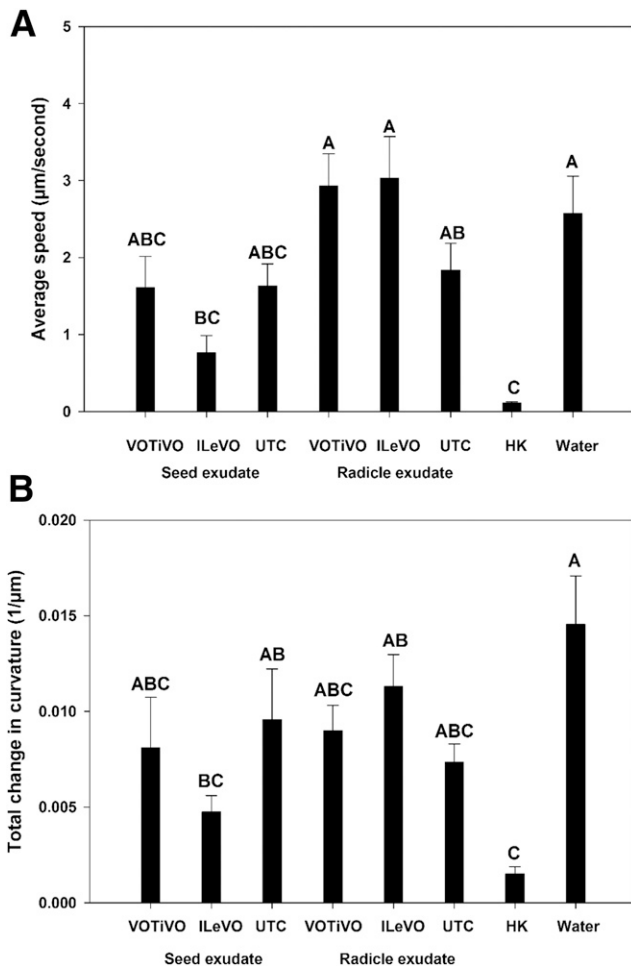 A
Average speed (µm/second)
5
4
3
2
1
0
ABC
BC
ABC
A
A
AB
C
A
VOTiVO ILeVO UTC VOTiVO ILeVO UTC HK Water
Seed exudate Radicle exudate
B
Total change in curvature (1/µm)
0.020
0.015
0.010
0.005
0.000
ABC
BC
AB
ABC
AB
ABC
C
A
VOTiVO ILeVO UTC VOTiVO ILeVO UTC HK Water
Seed exudate Radicle exudate